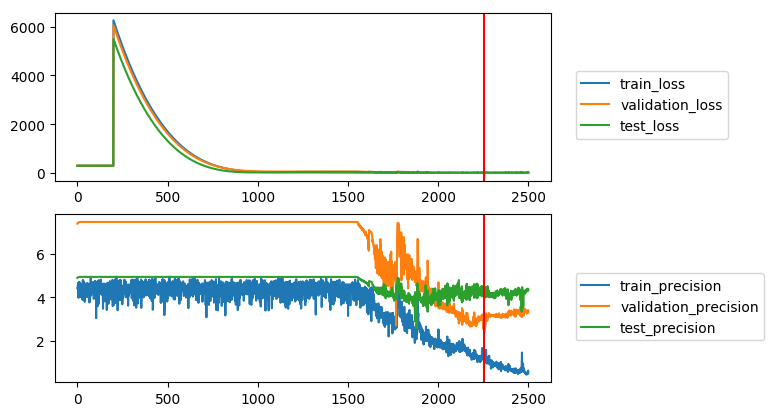 6000
4000
2000
0
0 500 1000 1500 2000 2500
train_loss
validation_loss
test_loss
6
4
2
0 500 1000 1500 2000 2500
train_precision
validation_precision
test_precision